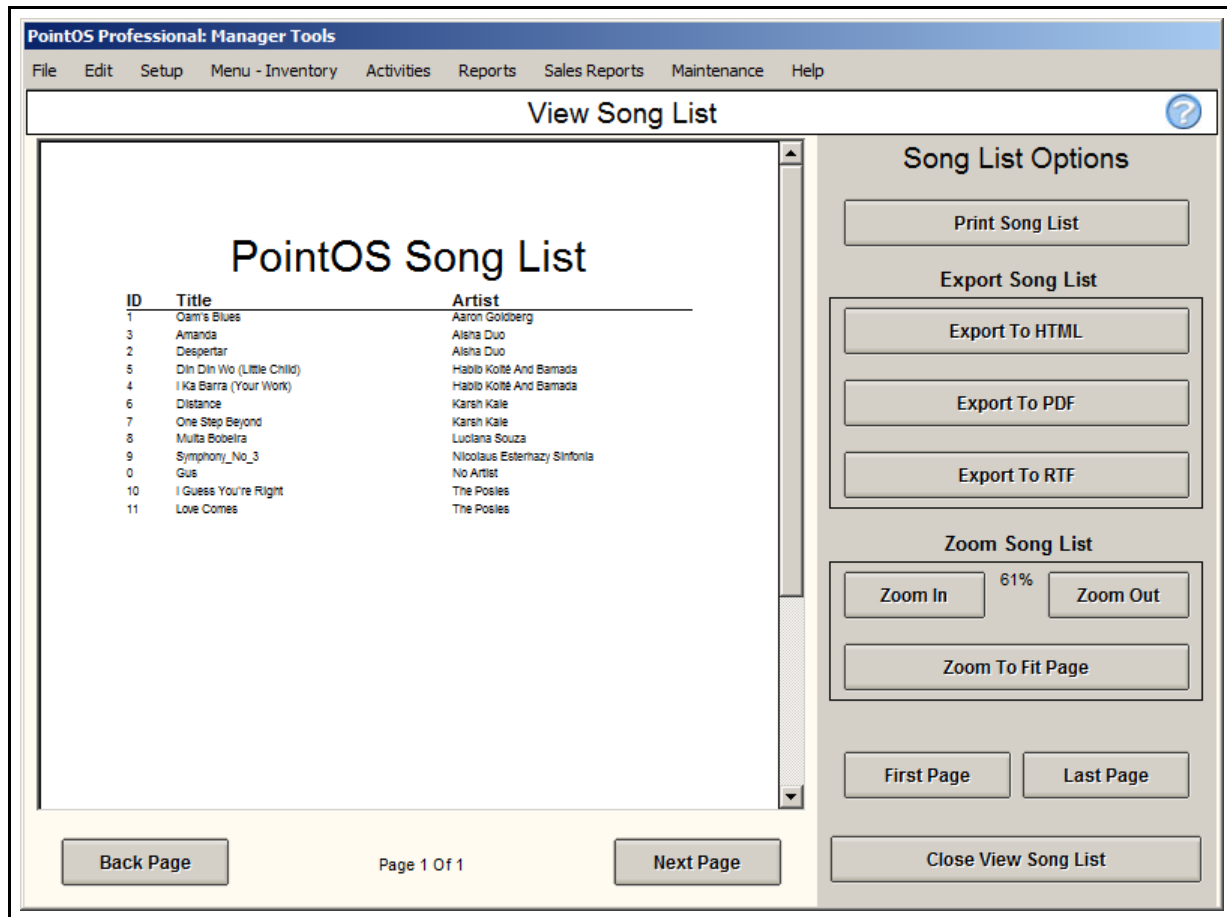 PointOS Professional: Manager Tools
File Edit Setup Menu - Inventory Activities Reports Sales Reports Maintenance Help
View Song List
?
PointOS Song List
ID Title Artist
1 Oam's Blues Aaron Goldberg
3 Amanda Aisha Duo
2 Despertar Aisha Duo
5 Din Din Wo (Little Child) Habib Koité And Bamada
4 I Ka Barra (Your Work) Habib Koité And Bamada
6 Distance Karsh Kale
7 One Step Beyond Karsh Kale
8 Muita Bobeira Luciana Souza
9 Symphony_No_3 Nicolaus Esterhazy Sinfonia
0 Gus No Artist
10 I Guess You're Right The Posies
11 Love Comes The Posies
Back Page
Page 1 Of 1
Next Page
Song List Options
Print Song List
Export Song List
Export To HTML
Export To PDF
Export To RTF
Zoom Song List
Zoom In 61% Zoom Out
Zoom To Fit Page
First Page Last Page
Close View Song List